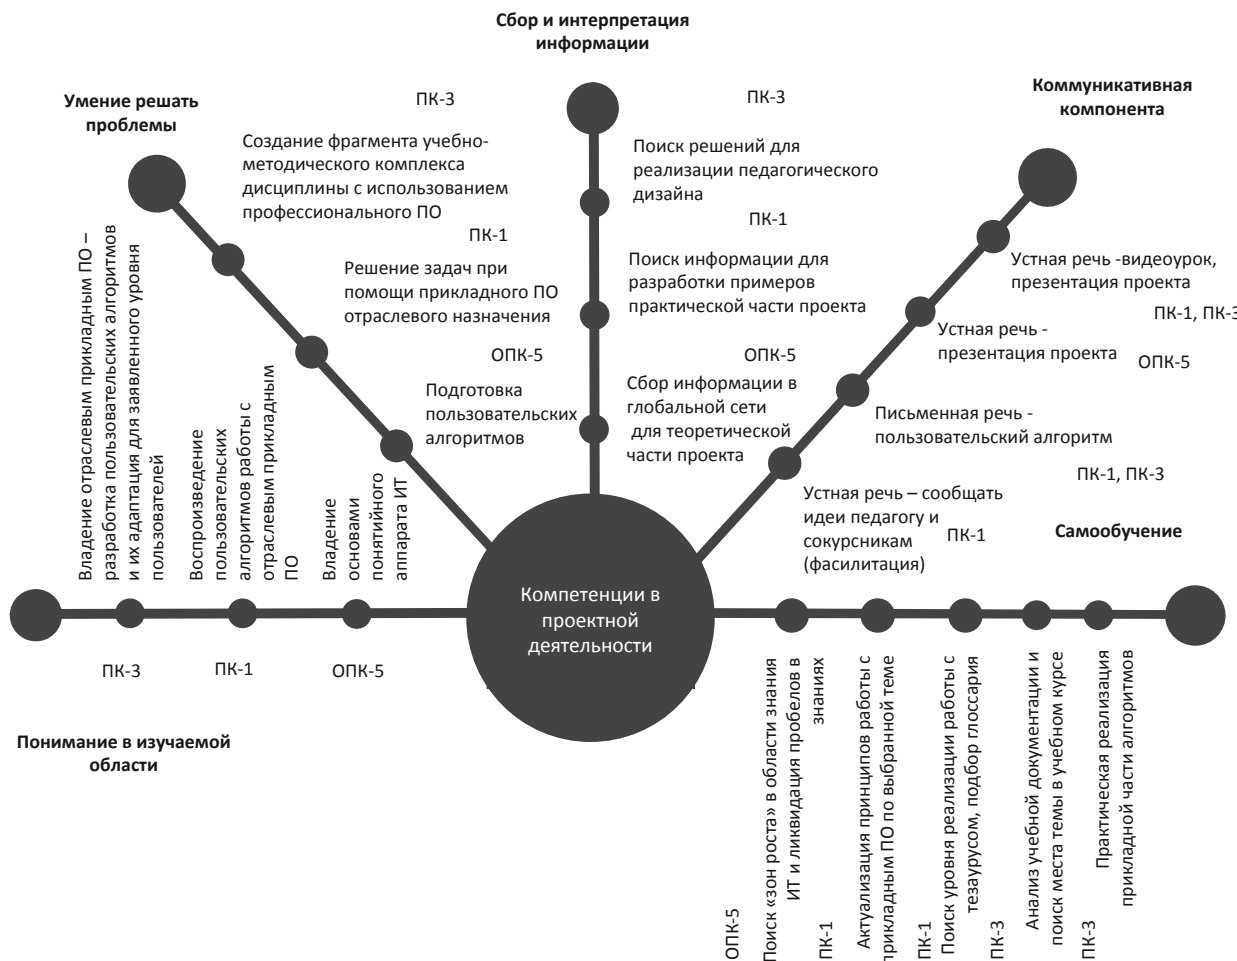 Сбор и интерпретация
информации
Умение решать
проблемы
Коммуникативная
компонента
ПК-3
Создание фрагмента учебно-
методического комплекса
дисциплины с использованием
профессионального ПО
ПК-1
Решение задач при
помощи прикладного ПО
отраслевого назначения
ОПК-5
Подготовка
пользовательских
алгоритмов
ПК-3
Поиск решений для
реализации педагогического
дизайна
ПК-1
Поиск информации для
разработки примеров
практической части проекта
ОПК-5
Сбор информации в
глобальной сети
для теоретической
части проекта
Устная речь -видеоурок,
презентация проекта
ПК-1, ПК-3
Устная речь -
презентация проекта
ОПК-5
Письменная речь -
пользовательский алгоритм
ПК-1, ПК-3
Устная речь – сообщать
идеи педагогу и
сокурсникам
(фасилитация)
ПК-1
Самообучение
Владение отраслевым прикладным ПО –
разработка пользовательских алгоритмов
и их адаптация для заявленного уровня
пользователей
Воспроизведение
пользовательских
алгоритмов работы с
отраслевым прикладным
ПО
Владение
основами
понятийного
аппарата ИТ
Компетенции в
проектной
деятельности
ПК-3
ПК-1
ОПК-5
Понимание в изучаемой
области
ОПК-5
Поиск «зон роста» в области знания
ИТ и ликвидация пробелов в
знаниях
ПК-1
Актуализация принципов работы с
прикладным ПО по выбранной теме
ПК-1
Поиск уровня реализации работы с
тезаурусом, подбор глоссария
ПК-3
Анализ учебной документации и
поиск места темы в учебном курсе
ПК-3
Практическая реализация
прикладной части алгоритмов